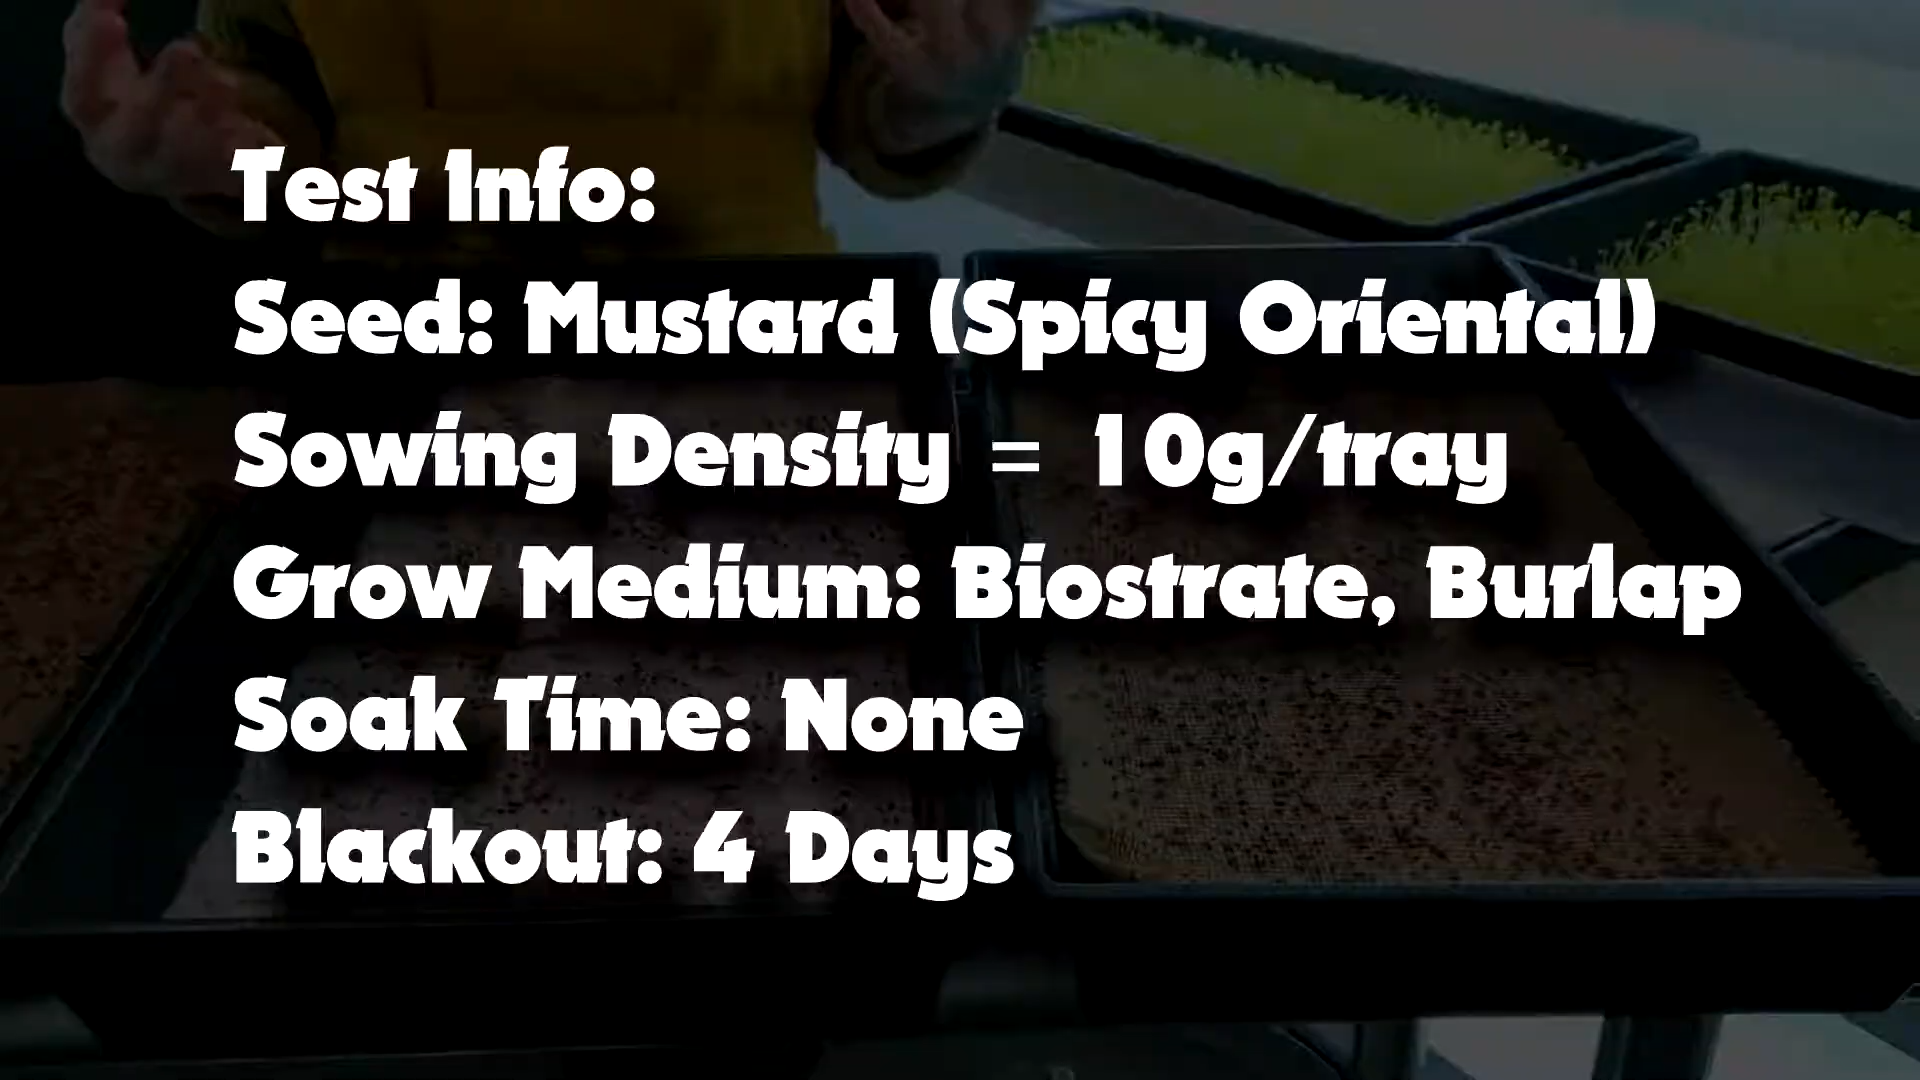 Test Info:
Seed: Mustard (Spicy Oriental)
Sowing Density = 10g/tray
Grow Medium: Biostrate, Burlap
Soak Time: None
Blackout: 4 Days